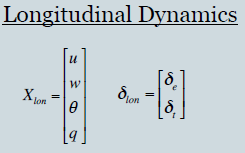 Longitudinal Dynamics
X_lon = [u w θ q] δ_lon = [δ_e δ_t]